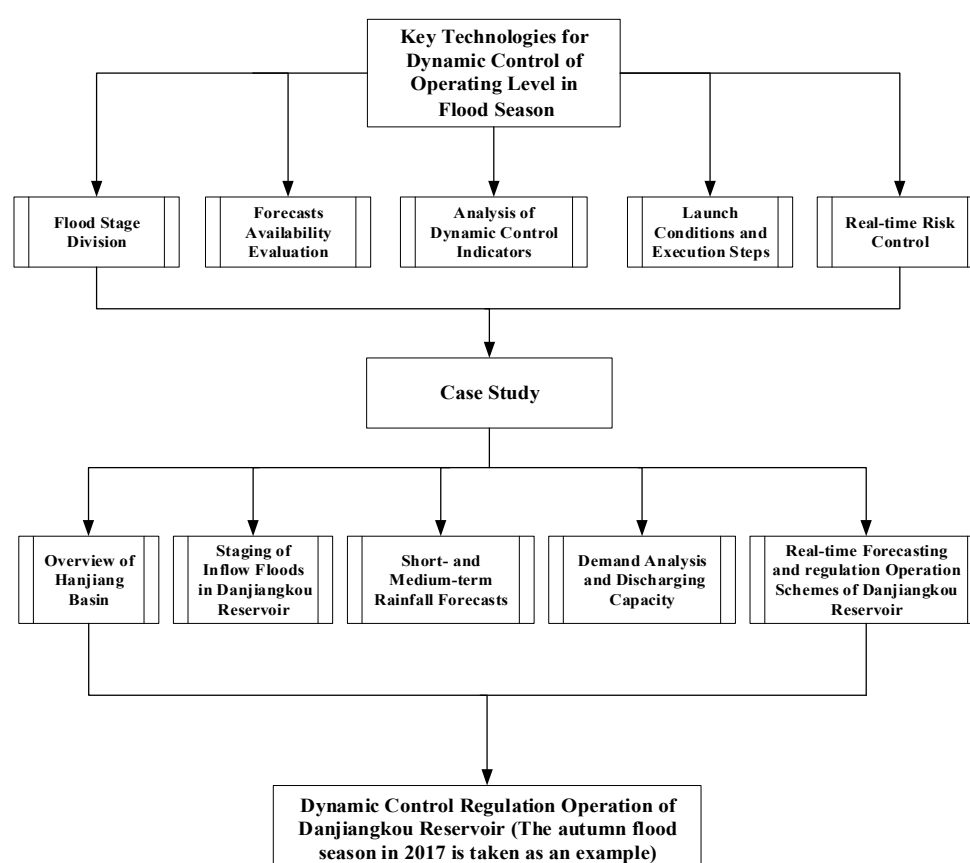 Key Technologies for
Dynamic Control of
Operating Level in
Flood Season
Flood Stage
Division
Forecasts
Availability
Evaluation
Analysis of
Dynamic Control
Indicators
Launch
Conditions and
Execution Steps
Real-time Risk
Control
Case Study
Overview of
Hanjiang
Basin
Staging of
Inflow Floods
in Danjiangkou
Reservoir
Short- and
Medium-term
Rainfall Forecasts
Demand Analysis
and Discharging
Capacity
Real-time Forecasting
and regulation Operation
Schemes of Danjiangkou
Reservoir
Dynamic Control Regulation Operation of
Danjiangkou Reservoir (The autumn flood
season in 2017 is taken as an example)